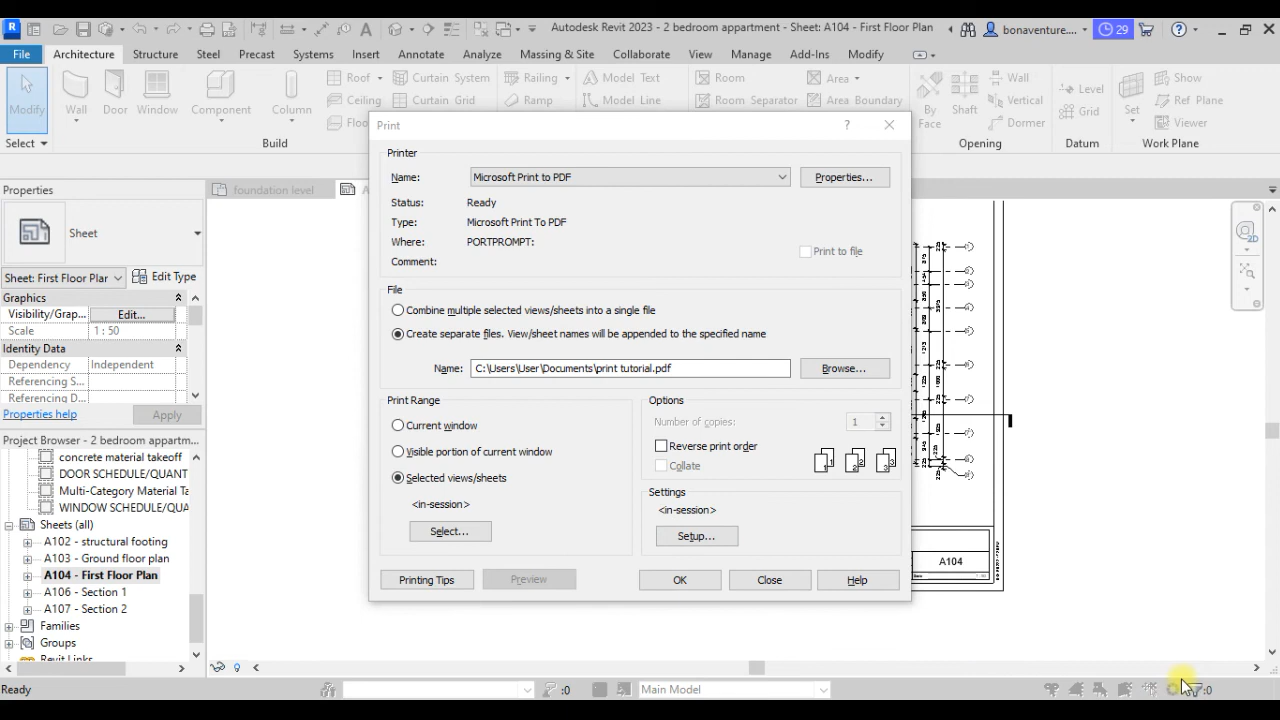 Autodesk Revit 2023 - 2 bedroom appartment - Sheet: A104 - First Floor Plan
bonaventure....
29
File
Architecture
Structure
Steel
Precast
Systems
Insert
Annotate
Analyze
Massing & Site
Collaborate
View
Manage
Add-Ins
Modify
Modify
Wall
Door
Window
Component
Column
Roof
Ceiling
Floo
Curtain System
Curtain Grid
Railing
Ramp
Model Text
Model Line
Room
Room Separator
Area
Area Boundary
By
Face
Shaft
Wall
Vertical
Dormer
Level
Grid
Set
Show
Ref Plane
Viewer
Select
Build
Opening
Datum
Work Plane
Properties
foundation level
Sheet
Sheet: First Floor Plar
Edit Type
Graphics
Visibility/Grap...
Edit...
Scale
1 : 50
Identity Data
Dependency
Independent
Referencing S...
Referencing D...
Properties help
Apply
Project Browser - 2 bedroom appartm...
concrete material takeoff
DOOR SCHEDULE/QUANT
Multi-Category Material Ta
WINDOW SCHEDULE/QUA
Sheets (all)
A102 - structural footing
A103 - Ground floor plan
A104 - First Floor Plan
A106 - Section 1
A107 - Section 2
Families
Groups
Revit Links
Print
?
Printer
Name:
Microsoft Print to PDF
Properties...
Status:
Ready
Type:
Microsoft Print To PDF
Where:
PORTPROMPT:
Comment:
Print to file
File
Combine multiple selected views/sheets into a single file
Create separate files. View/sheet names will be appended to the specified name
Name:
C:\Users\User\Documents\print tutorial.pdf
Browse...
Print Range
Current window
Visible portion of current window
Selected views/sheets
<in-session>
Select...
Options
Number of copies:
1
Reverse print order
Collate
Settings
<in-session>
Setup...
Printing Tips
Preview
OK
Close
Help
A104
2D
Ready
:0
Main Model
:0